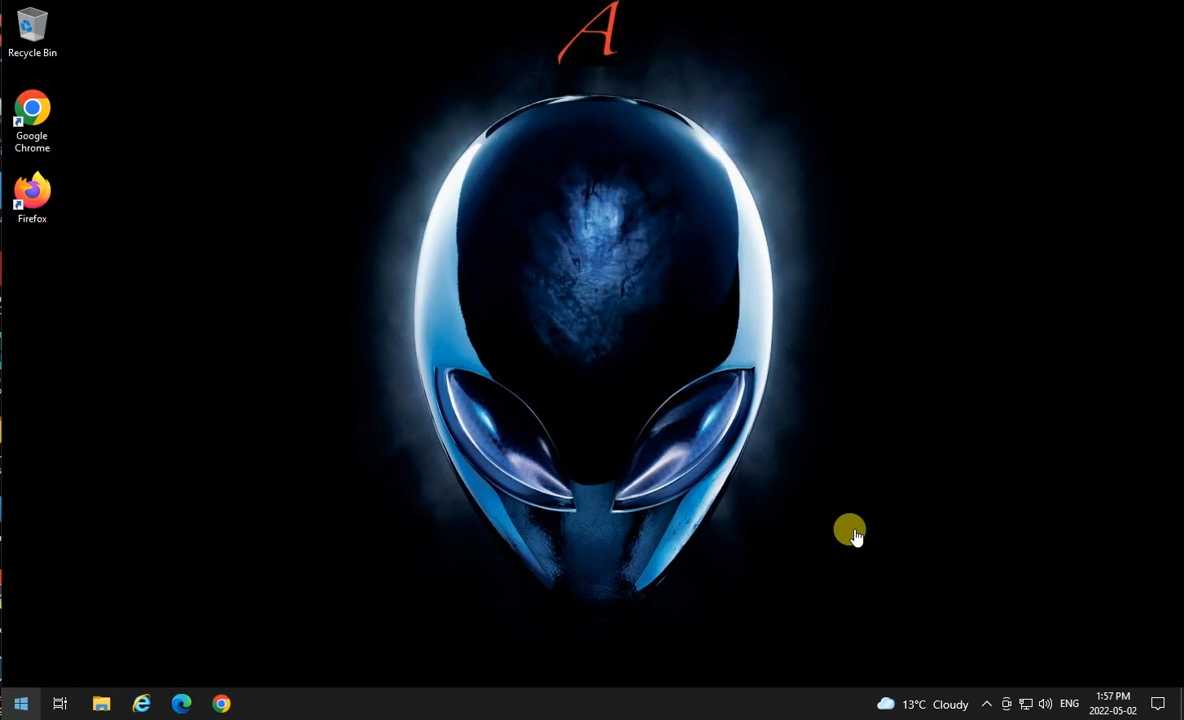 A
Recycle Bin
Google
Chrome
Firefox
13°C Cloudy
ENG
1:57 PM
2022-05-02